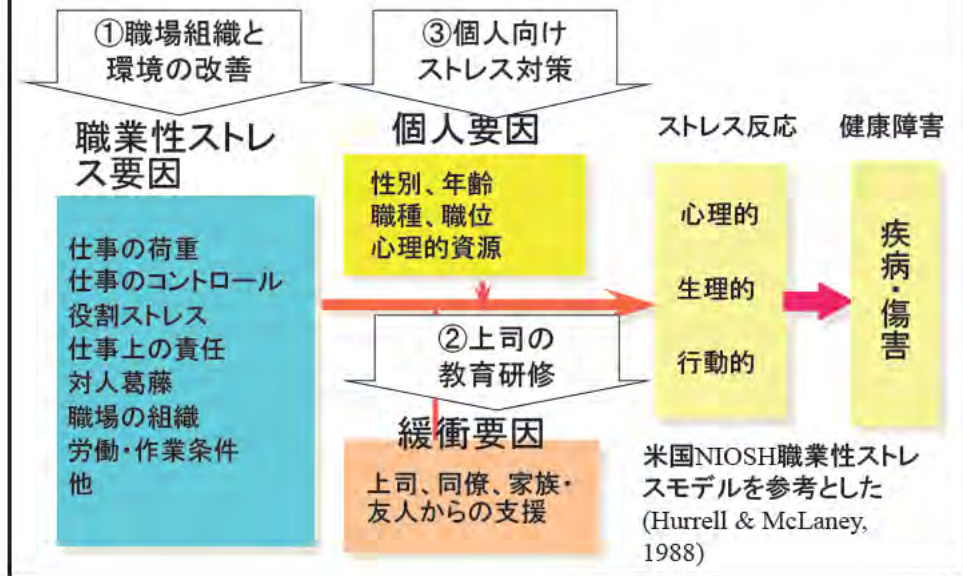 ①職場組織と
環境の改善
③個人向け
ストレス対策
職業性ストレ
ス要因
仕事の荷重
仕事のコントロール
役割ストレス
仕事上の責任
対人葛藤
職場の組織
労働・作業条件
他
個人要因
性別、年齢
職種、職位
心理的資源
②上司の
教育研修
緩衝要因
上司、同僚、家族・
友人からの支援
ストレス反応
心理的
生理的
行動的
健康障害
疾病・傷害
米国NIOSH職業性ストレ
スモデルを参考とした
(Hurrell & McLaney,
1988)